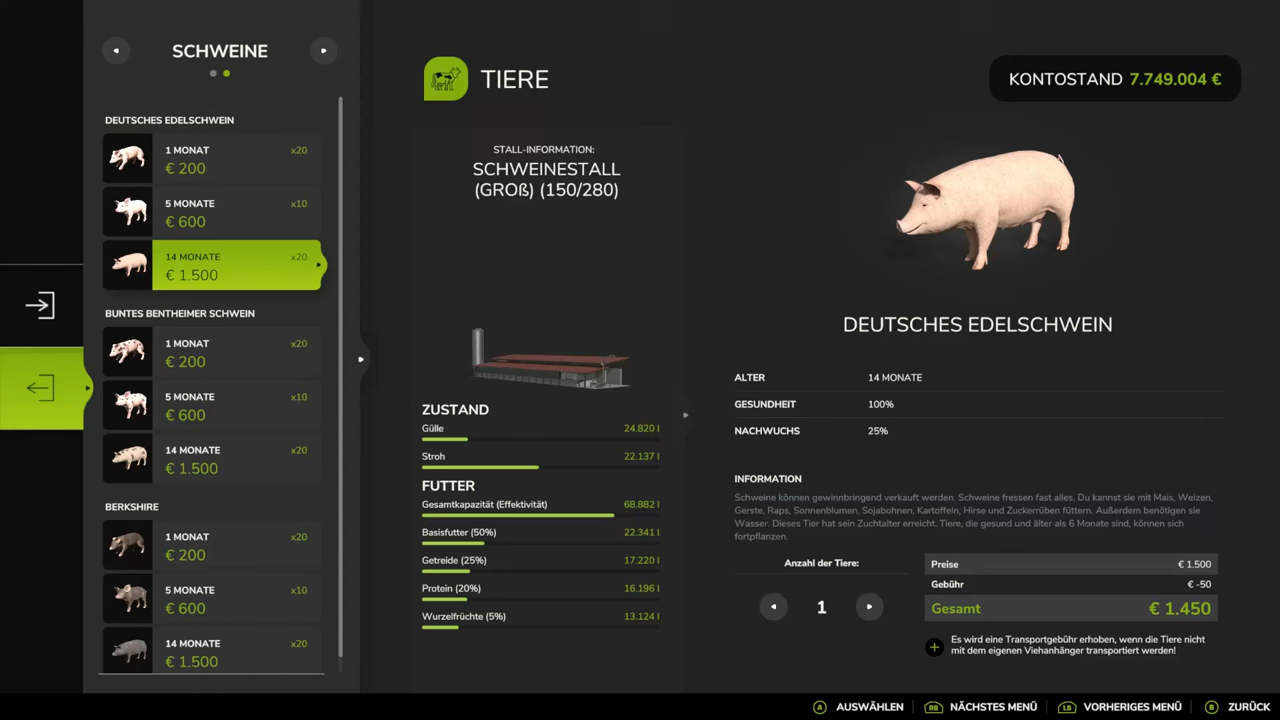 SCHWEINE
DEUTSCHES EDELSCHWEIN
1 MONAT x20
€ 200
5 MONATE x10
€ 600
14 MONATE x20
€ 1.500
BUNTES BENTHEIMER SCHWEIN
1 MONAT x20
€ 200
5 MONATE x10
€ 600
14 MONATE x20
€ 1.500
BERKSHIRE
1 MONAT x20
€ 200
5 MONATE x10
€ 600
14 MONATE x20
€ 1.500
TIERE
KONTOSTAND 7.749.004 €
STALL-INFORMATION:
SCHWEINESTALL
(GROß) (150/280)
ZUSTAND
Gülle 24.820 l
Stroh 22.137 l
FUTTER
Gesamtkapazität (Effektivität) 68.882 l
Basisfutter (50%) 22.341 l
Getreide (25%) 17.220 l
Protein (20%) 16.196 l
Wurzelfrüchte (5%) 13.124 l
DEUTSCHES EDELSCHWEIN
ALTER 14 MONATE
GESUNDHEIT 100%
NACHWUCHS 25%
INFORMATION
Schweine können gewinnbringend verkauft werden. Schweine fressen fast alles. Du kannst sie mit Mais, Weizen,
Gerste, Raps, Sonnenblumen, Sojabohnen, Kartoffeln, Hirse und Zuckerrüben füttern. Außerdem benötigen sie
Wasser. Dieses Tier hat sein Zuchtalter erreicht. Tiere, die gesund und älter als 6 Monate sind, können sich
fortpflanzen.
Anzahl der Tiere:
1
Preise € 1.500
Gebühr € -50
Gesamt € 1.450
Es wird eine Transportgebühr erhoben, wenn die Tiere nicht
mit dem eigenen Viehanhänger transportiert werden!
A AUSWÄHLEN RB NÄCHSTES MENÜ LB VORHERIGES MENÜ B ZURÜCK